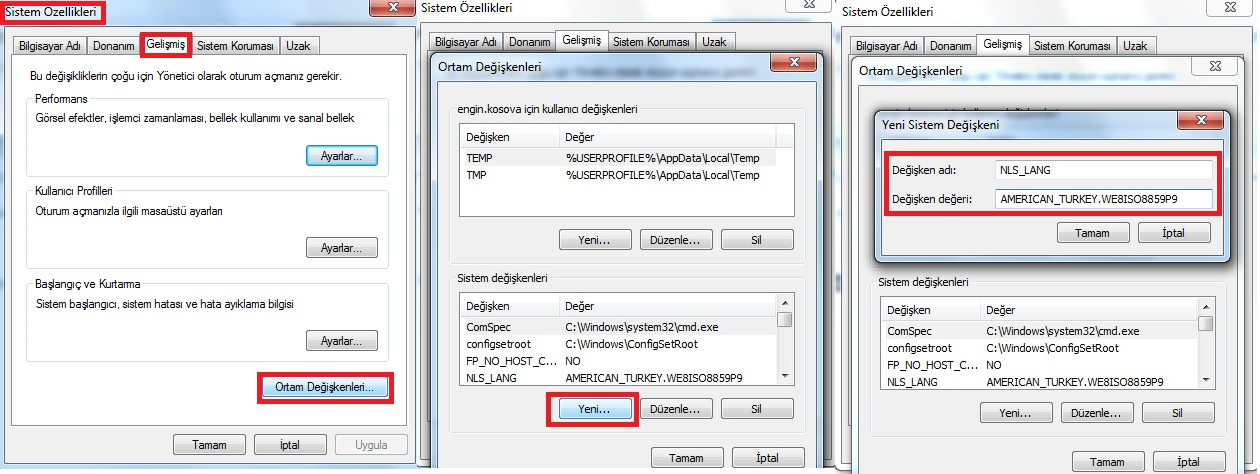 Sistem Özellikleri
Bilgisayar Adı
Donanım
Gelişmiş
Sistem Koruması
Uzak
Bu değişikliklerin çoğu için Yönetici olarak oturum açmanız gerekir.
Performans
Görsel efektler, işlemci zamanlaması, bellek kullanımı ve sanal bellek
Ayarlar...
Kullanıcı Profilleri
Oturum açmanızla ilgili masaüstü ayarları
Ayarlar...
Başlangıç ve Kurtarma
Sistem başlangıcı, sistem hatası ve hata ayıklama bilgisi
Ayarlar...
Ortam Değişkenleri...
Tamam
İptal
Uygula
Sistem Özellikleri
Bilgisayar Adı
Donanım
Gelişmiş
Sistem Koruması
Uzak
Ortam Değişkenleri
engin.kosova için kullanıcı değişkenleri
Değişken Değer
TEMP %USERPROFILE%\AppData\Local\Temp
TMP %USERPROFILE%\AppData\Local\Temp
Yeni...
Düzenle...
Sil
Sistem değişkenleri
Değişken Değer
ComSpec C:\Windows\system32\cmd.exe
configsetroot C:\Windows\ConfigSetRoot
FP_NO_HOST_C... NO
NLS_LANG AMERICAN_TURKEY.WE8ISO8859P9
Yeni...
Düzenle...
Sil
Tamam
İptal
Sistem Özellikleri
Bilgisayar Adı
Donanım
Gelişmiş
Sistem Koruması
Uzak
Ortam Değişkenleri
Yeni Sistem Değişkeni
Değişken adı: NLS_LANG
Değişken değeri: AMERICAN_TURKEY.WE8ISO8859P9
Tamam
İptal
Sistem değişkenleri
Değişken Değer
ComSpec C:\Windows\system32\cmd.exe
configsetroot C:\Windows\ConfigSetRoot
FP_NO_HOST_C... NO
NLS_LANG AMERICAN_TURKEY.WE8ISO8859P9
Yeni...
Düzenle...
Sil
Tamam
İptal